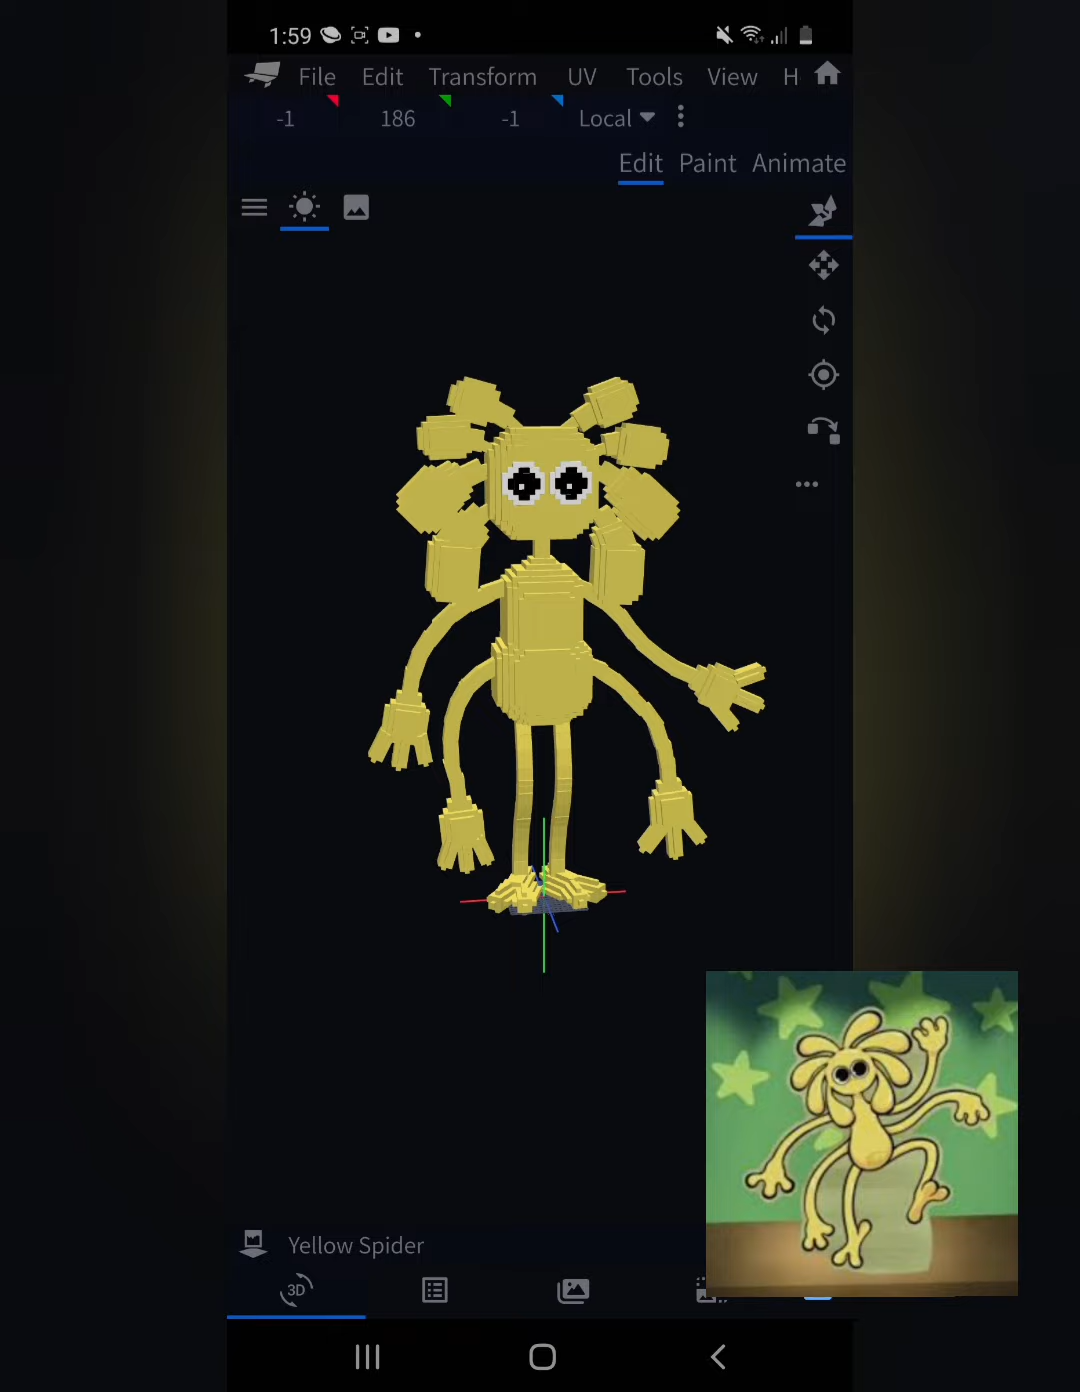 1:59
File Edit Transform UV Tools View H
-1 186 -1 Local
Edit Paint Animate
Yellow Spider
3D